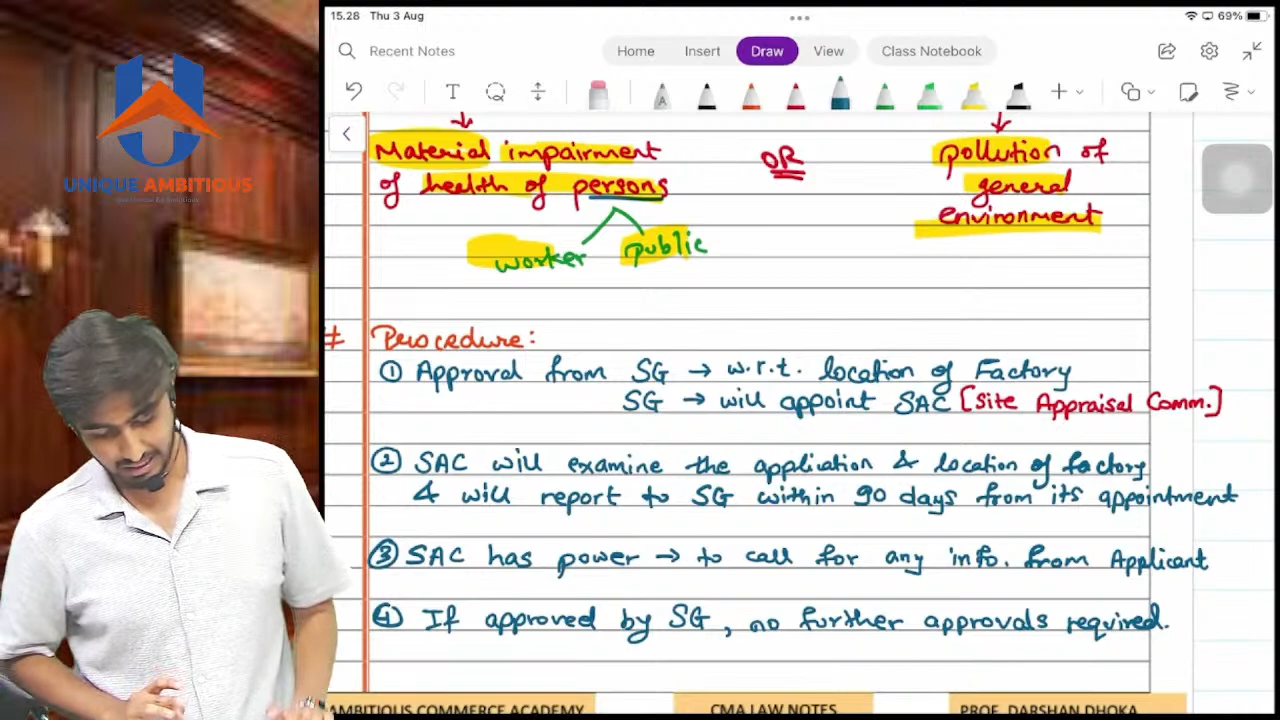 15.28 Thu 3 Aug
69%
Recent Notes
Home Insert Draw View Class Notebook
UNIQUE AMBITIOUS
Material impairment
of health of persons
OR
pollution of
general
environment
worker public
# Procedure:
① Approval from SG → w.r.t. location of Factory
SG → will appoint SAC [Site Appraisal Comm.]
② SAC will examine the application & location of factory
& will report to SG within 90 days from its appointment
③ SAC has power → to call for any info. from Applicant
④ If approved by SG, no further approvals required.
AMBITIOUS COMMERCE ACADEMY CMA LAW NOTES PROF. DARSHAN DHOKA